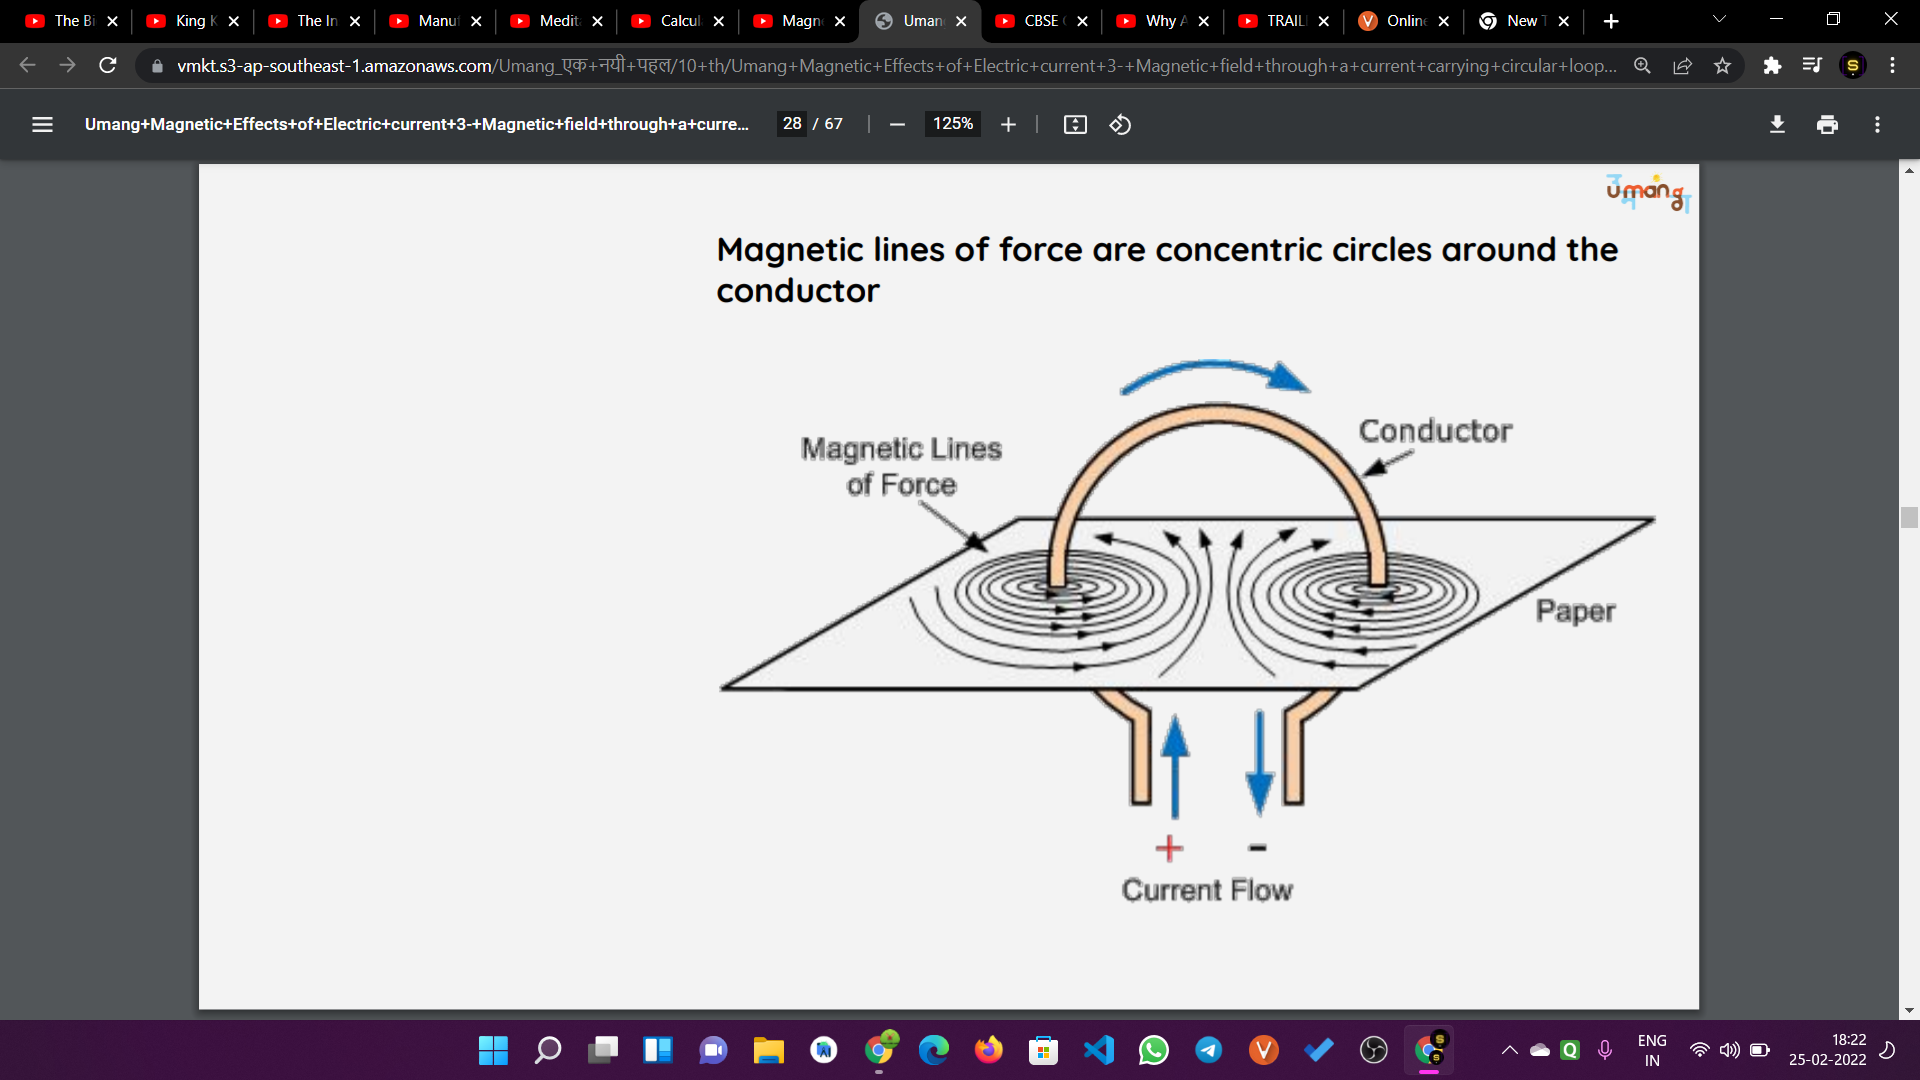 The Bi
King K
The In
Manu
Medit
Calcul
Magn
Uman
CBSE
Why A
TRAIL
Online
New T
vmkt.s3-ap-southeast-1.amazonaws.com/Umang_एक+नयी+पहल/10+th/Umang+Magnetic+Effects+of+Electric+current+3-+Magnetic+field+through+a+current+carrying+circular+loop...
Umang+Magnetic+Effects+of+Electric+current+3-+Magnetic+field+through+a+curre...
28 / 67
125%
umang
Magnetic lines of force are concentric circles around the
conductor
Conductor
Magnetic Lines
of Force
Paper
+ -
Current Flow
ENG
IN
18:22
25-02-2022